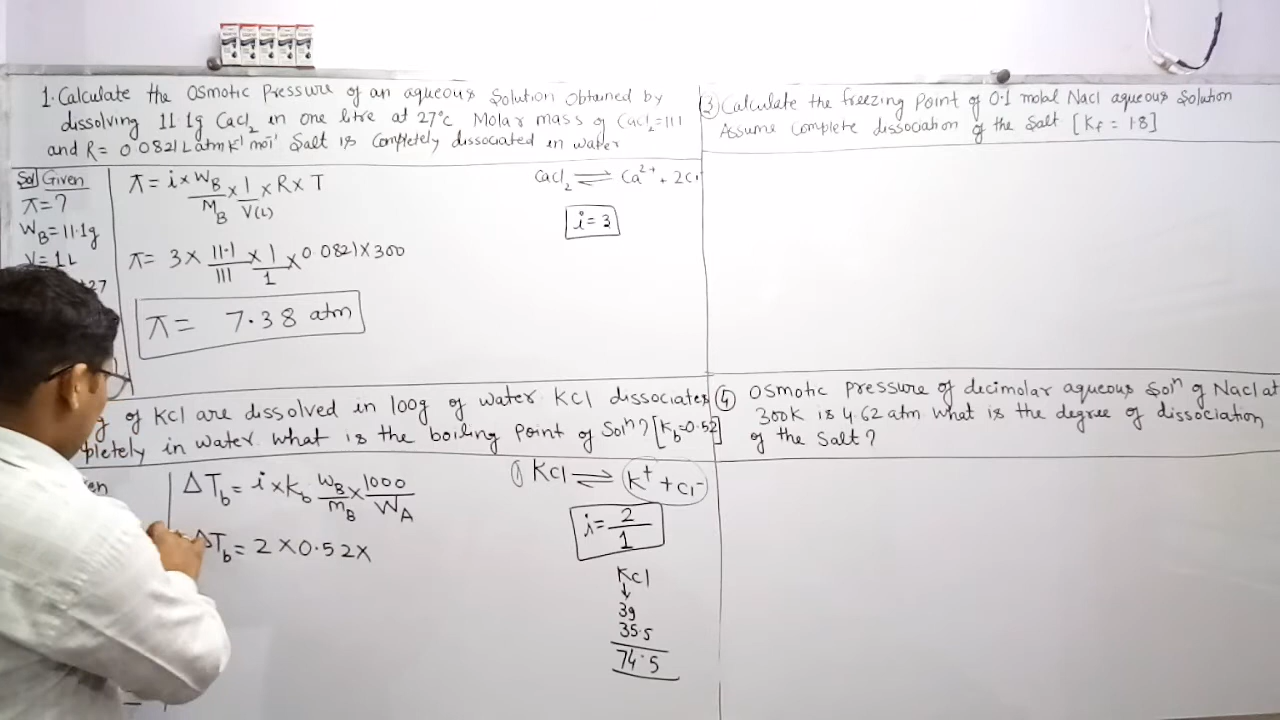 1. Calculate the Osmotic Pressure of an aqueous Solution Obtained by
dissolving 11.1g CaCl2 in one litre at 27°C Molar mass of CaCl2=111
and R= 0.0821 L atm K-1 mol-1 Salt is Completely dissociated in water
Sol Given
π=?
WB=11.1g
V=1L
+27
π = i × WB/MB × 1/V(L) × R × T
π= 3 × 11.1/111 × 1/1 × 0.0821 × 300
π = 7.38 atm
CaCl2 ⇌ Ca2+ + 2Cl
i=3
g of KCl are dissolved in 100g of water. KCl dissociates
pletely in water. What is the boiling Point of Soln? [Kb=0.52]
en
ΔTb = i × Kb WB/MB × 1000/WA
ΔTb = 2 × 0.52 ×
KCl ⇌ K+ + Cl-
i = 2/1
KCl
↓
39
35.5
74.5
③ Calculate the freezing Point of 0.1 molal NaCl aqueous Solution
Assume Complete dissociation of the Salt [Kf = 1.8]
④ Osmotic Pressure of decimolar aqueous Soln of NaCl at
300K is 4.62 atm What is the degree of dissociation
of the Salt?